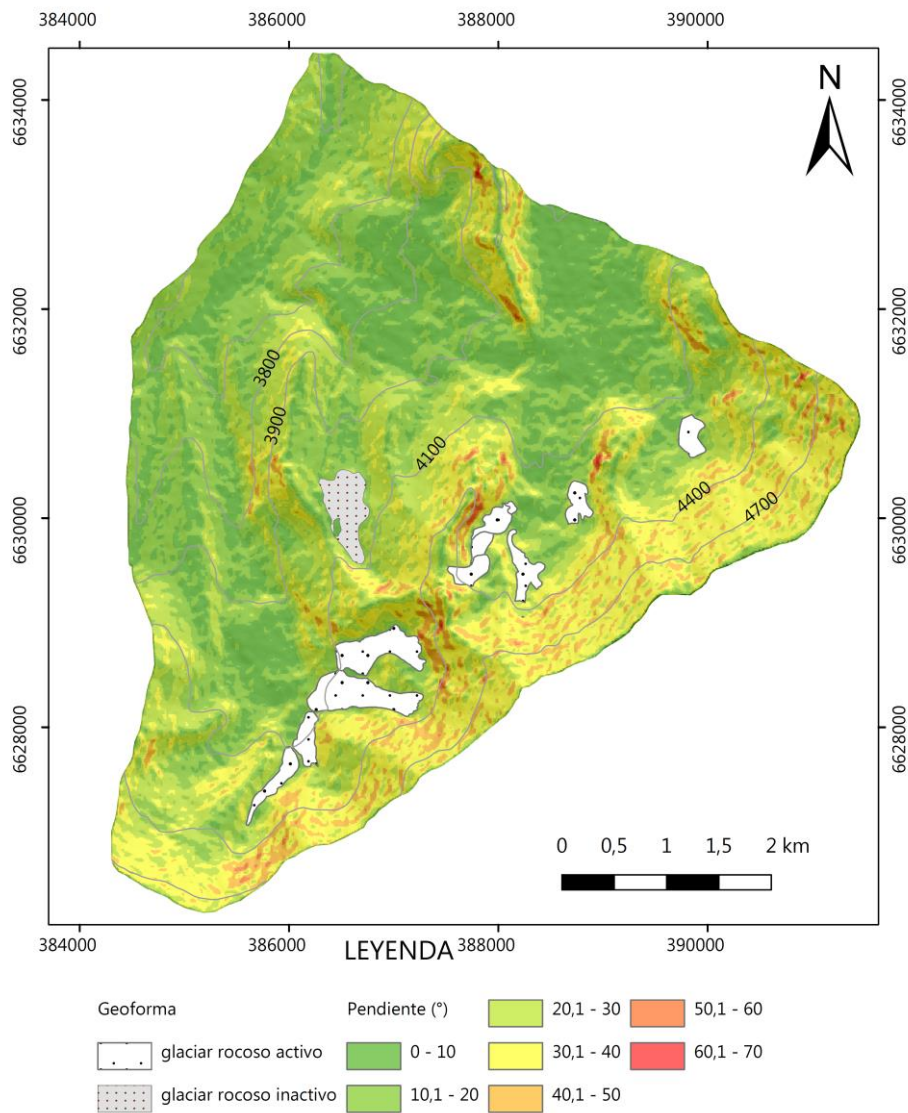 384000 386000 388000 390000
N
6634000 6634000
6632000 6632000
3800
3900
4100
4400
4700
6630000 6630000
6628000 6628000
0 0,5 1 1,5 2 km
384000 386000 388000 390000
LEYENDA
Geoforma
glaciar rocoso activo
glaciar rocoso inactivo
Pendiente (°)
0 - 10
10,1 - 20
20,1 - 30
30,1 - 40
40,1 - 50
50,1 - 60
60,1 - 70